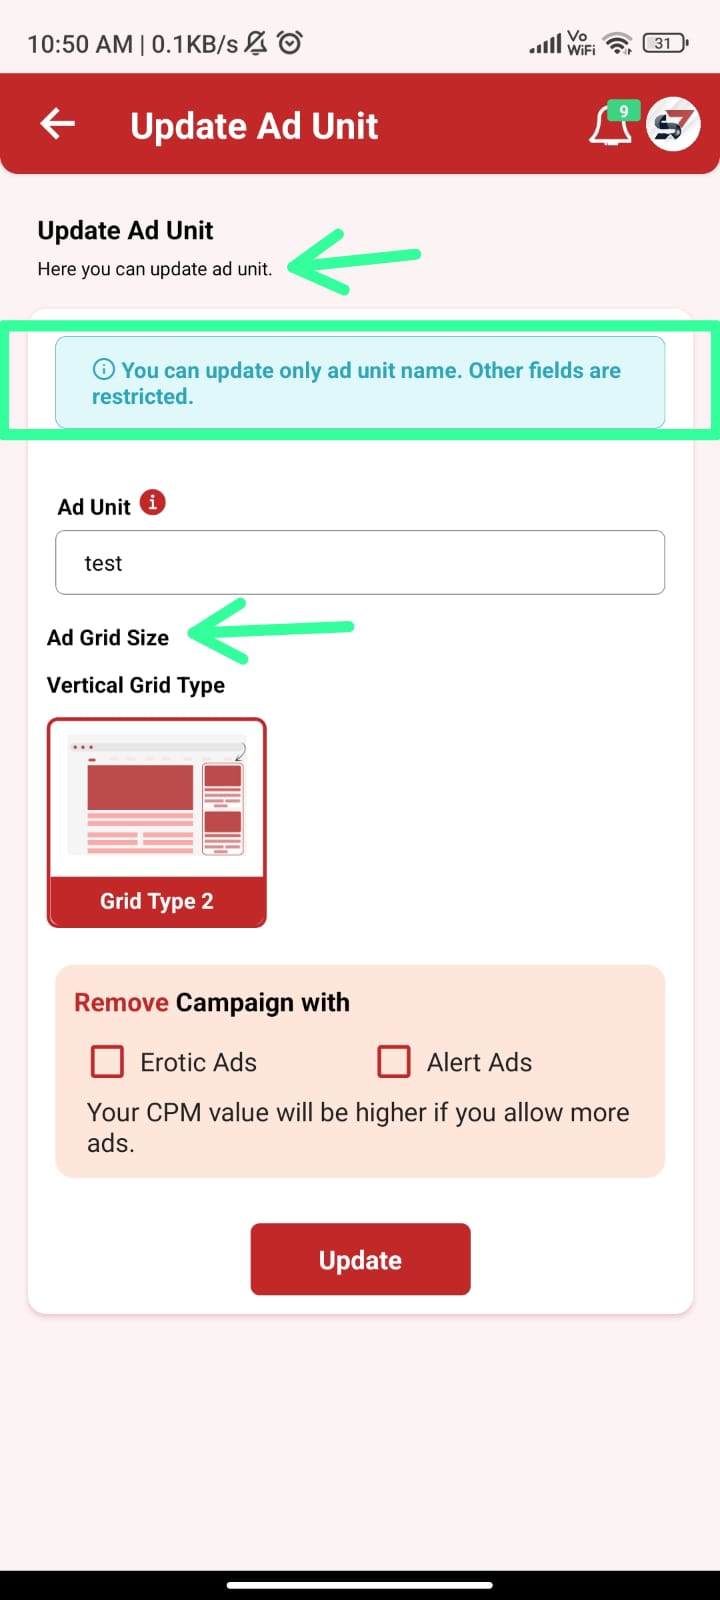 10:50 AM | 0.1KB/s
Vo
WiFi
31
Update Ad Unit
9
Update Ad Unit
Here you can update ad unit.
You can update only ad unit name. Other fields are
restricted.
Ad Unit
test
Ad Grid Size
Vertical Grid Type
Grid Type 2
Remove Campaign with
Erotic Ads
Alert Ads
Your CPM value will be higher if you allow more
ads.
Update